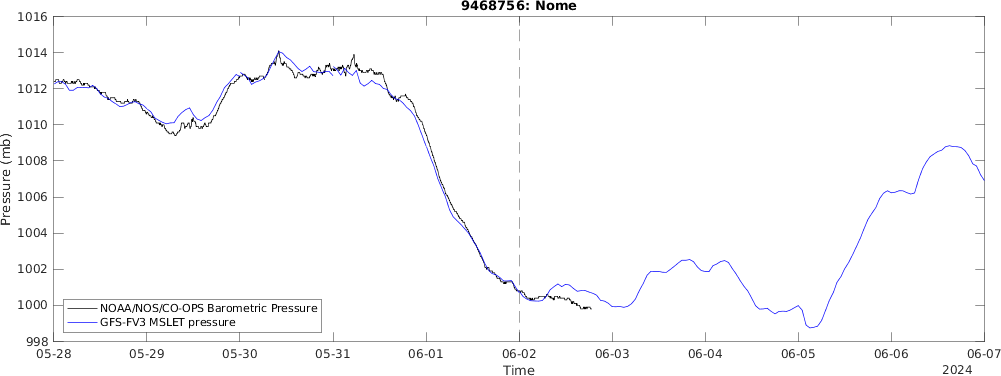 9468756: Nome
1016
1014
1012
1010
1008
1006
1004
1002
1000
998
Pressure (mb)
NOAA/NOS/CO-OPS Barometric Pressure
GFS-FV3 MSLET pressure
05-28 05-29 05-30 05-31 06-01 06-02 06-03 06-04 06-05 06-06 06-07
Time
2024